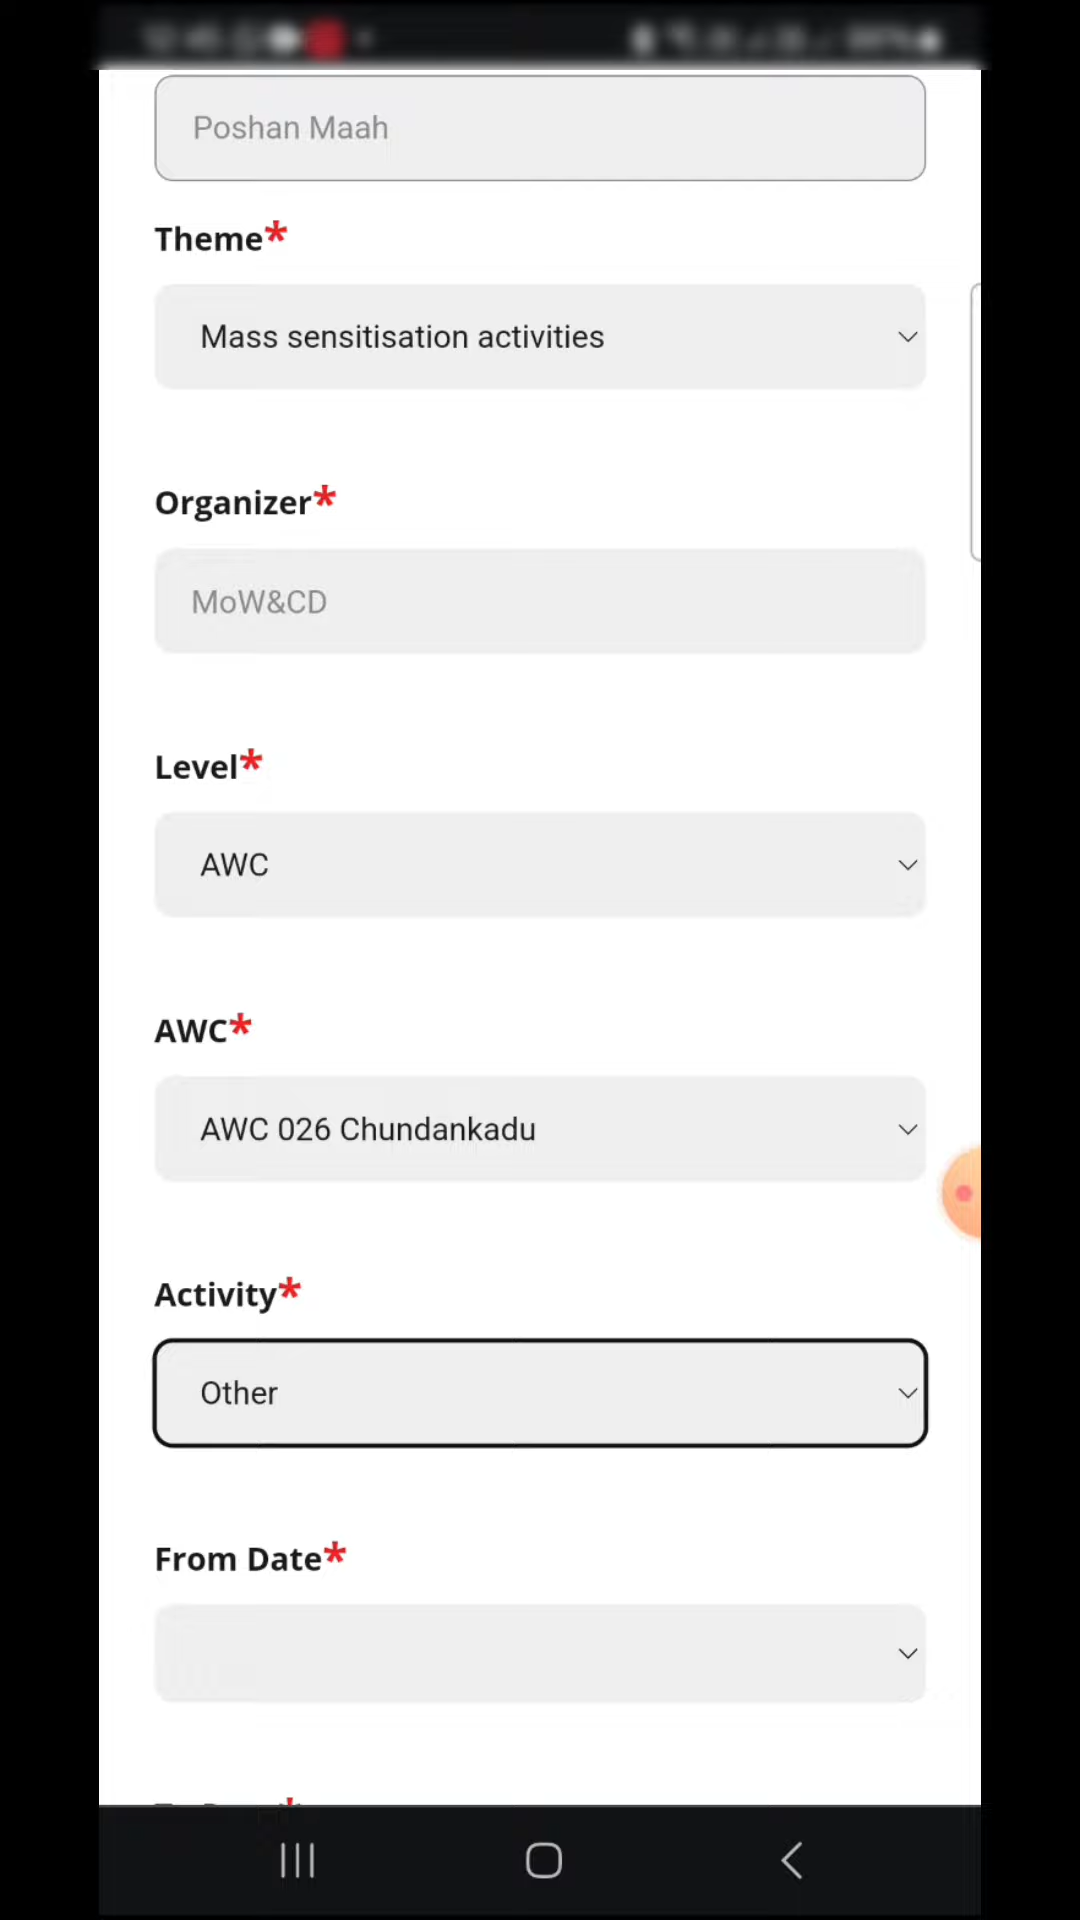 Poshan Maah
Theme*
Mass sensitisation activities
Organizer*
MoW&CD
Level*
AWC
AWC*
AWC 026 Chundankadu
Activity*
Other
From Date*